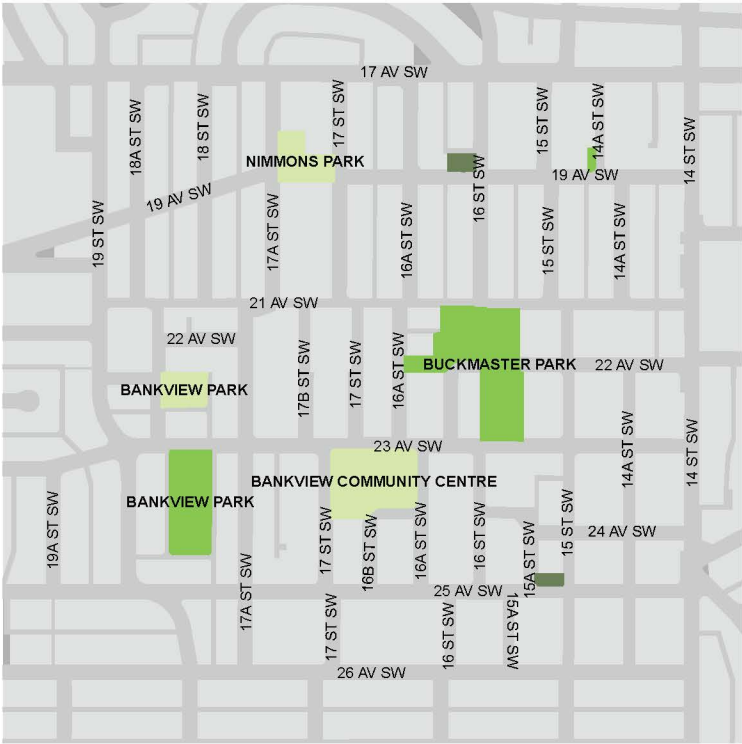 17 AV SW
18A ST SW
18 ST SW
17 ST SW
15 ST SW
14A ST SW
14 ST SW
NIMMONS PARK
19 AV SW
19 AV SW
16 ST SW
19 ST SW
17A ST SW
16A ST SW
15 ST SW
14A ST SW
21 AV SW
22 AV SW
17B ST SW
17 ST SW
16A ST SW
BUCKMASTER PARK
22 AV SW
BANKVIEW PARK
14A ST SW
14 ST SW
23 AV SW
BANKVIEW COMMUNITY CENTRE
BANKVIEW PARK
19A ST SW
17 ST SW
16B ST SW
16A ST SW
16 ST SW
15A ST SW
15 ST SW
24 AV SW
17A ST SW
25 AV SW
17 ST SW
16 ST SW
15A ST SW
26 AV SW